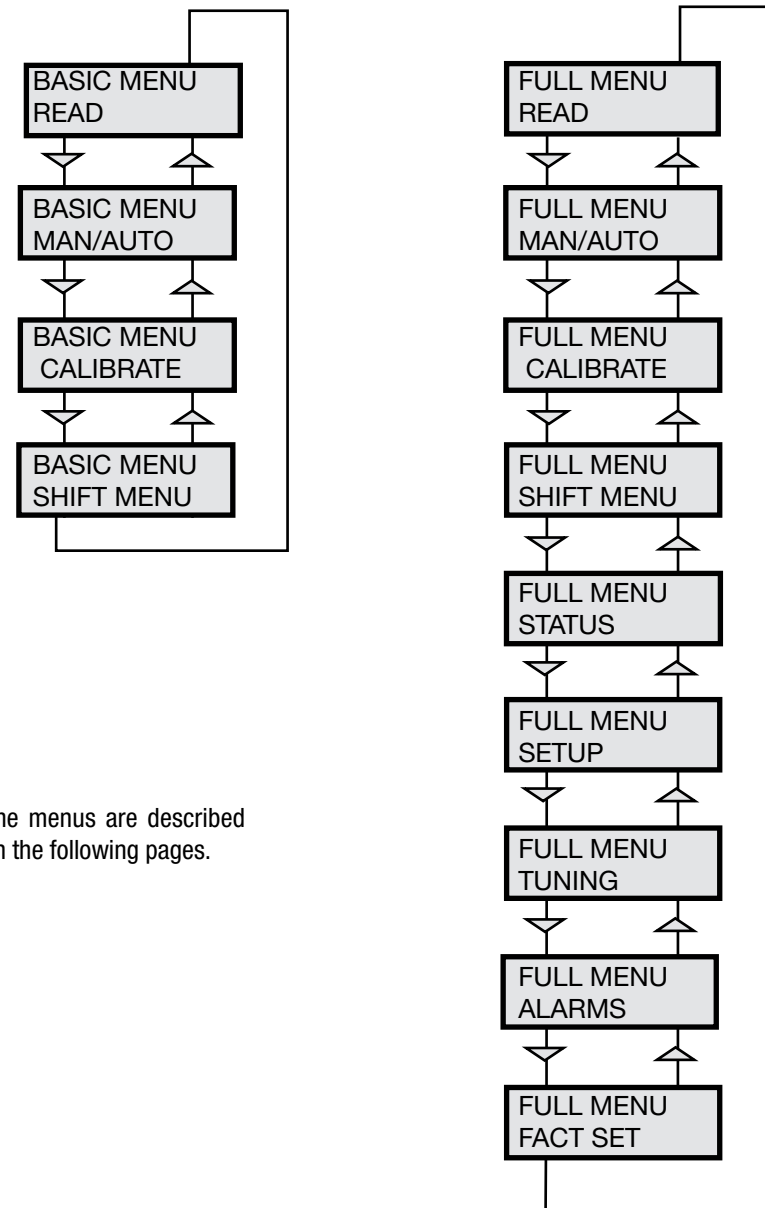 BASIC MENU
READ
BASIC MENU
MAN/AUTO
BASIC MENU
CALIBRATE
BASIC MENU
SHIFT MENU
menus are described
the following pages.
FULL MENU
READ
FULL MENU
MAN/AUTO
FULL MENU
CALIBRATE
FULL MENU
SHIFT MENU
FULL MENU
STATUS
FULL MENU
SETUP
FULL MENU
TUNING
FULL MENU
ALARMS
FULL MENU
FACT SET